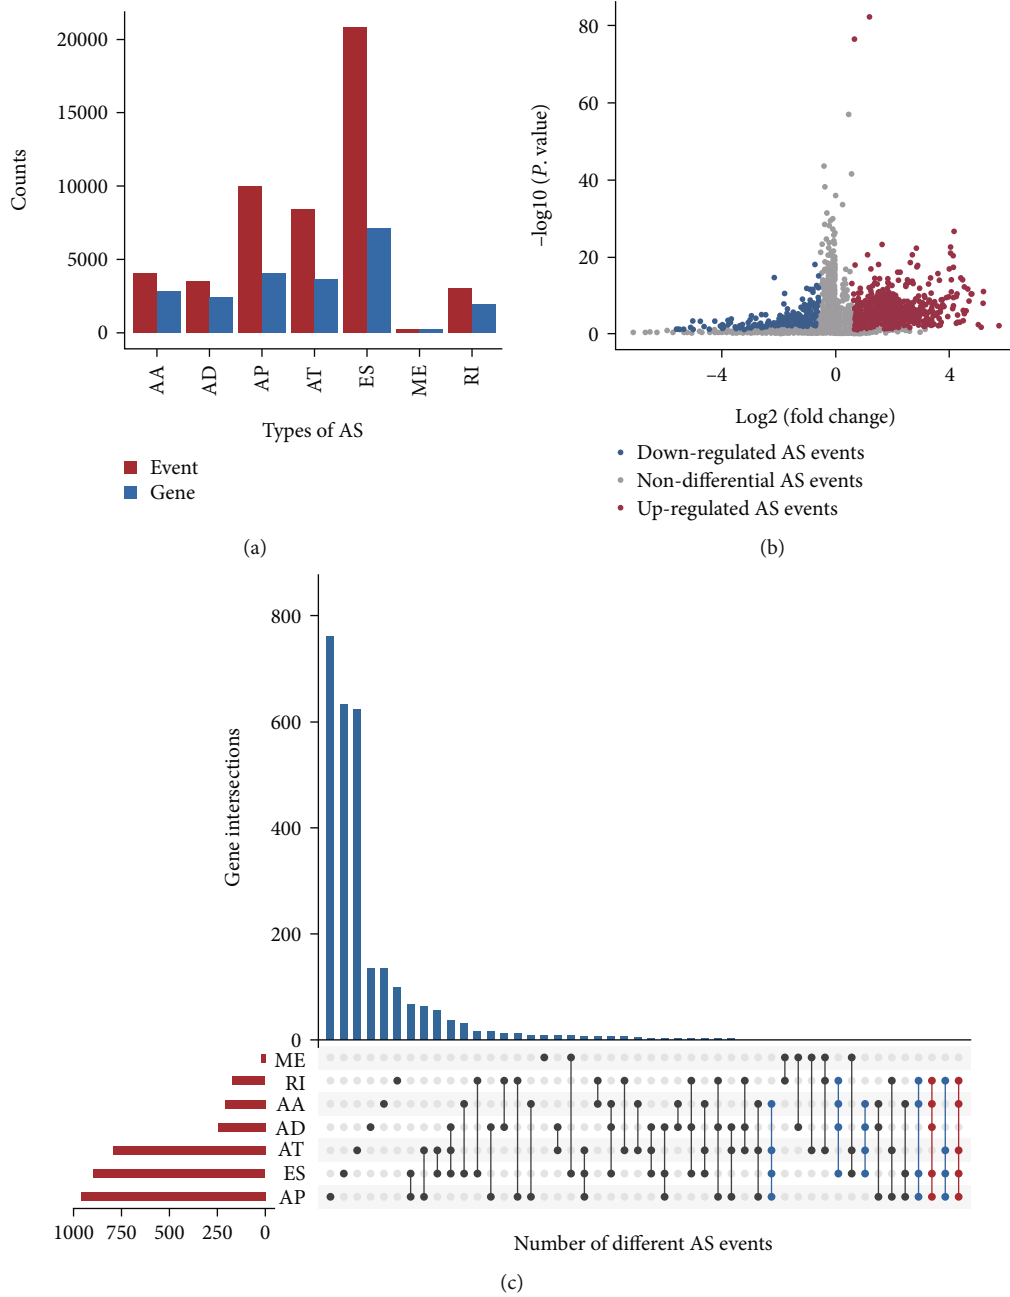 20000
15000
10000
5000
0
Counts
AA
AD
AP
AT
ES
ME
RI
Types of AS
Event
Gene
(a)
80
60
40
20
0
−log10 (P. value)
−4
0
4
Log2 (fold change)
Down-regulated AS events
Non-differential AS events
Up-regulated AS events
(b)
800
600
400
200
0
Gene intersections
ME
RI
AA
AD
AT
ES
AP
1000 750 500 250 0
Number of different AS events
(c)